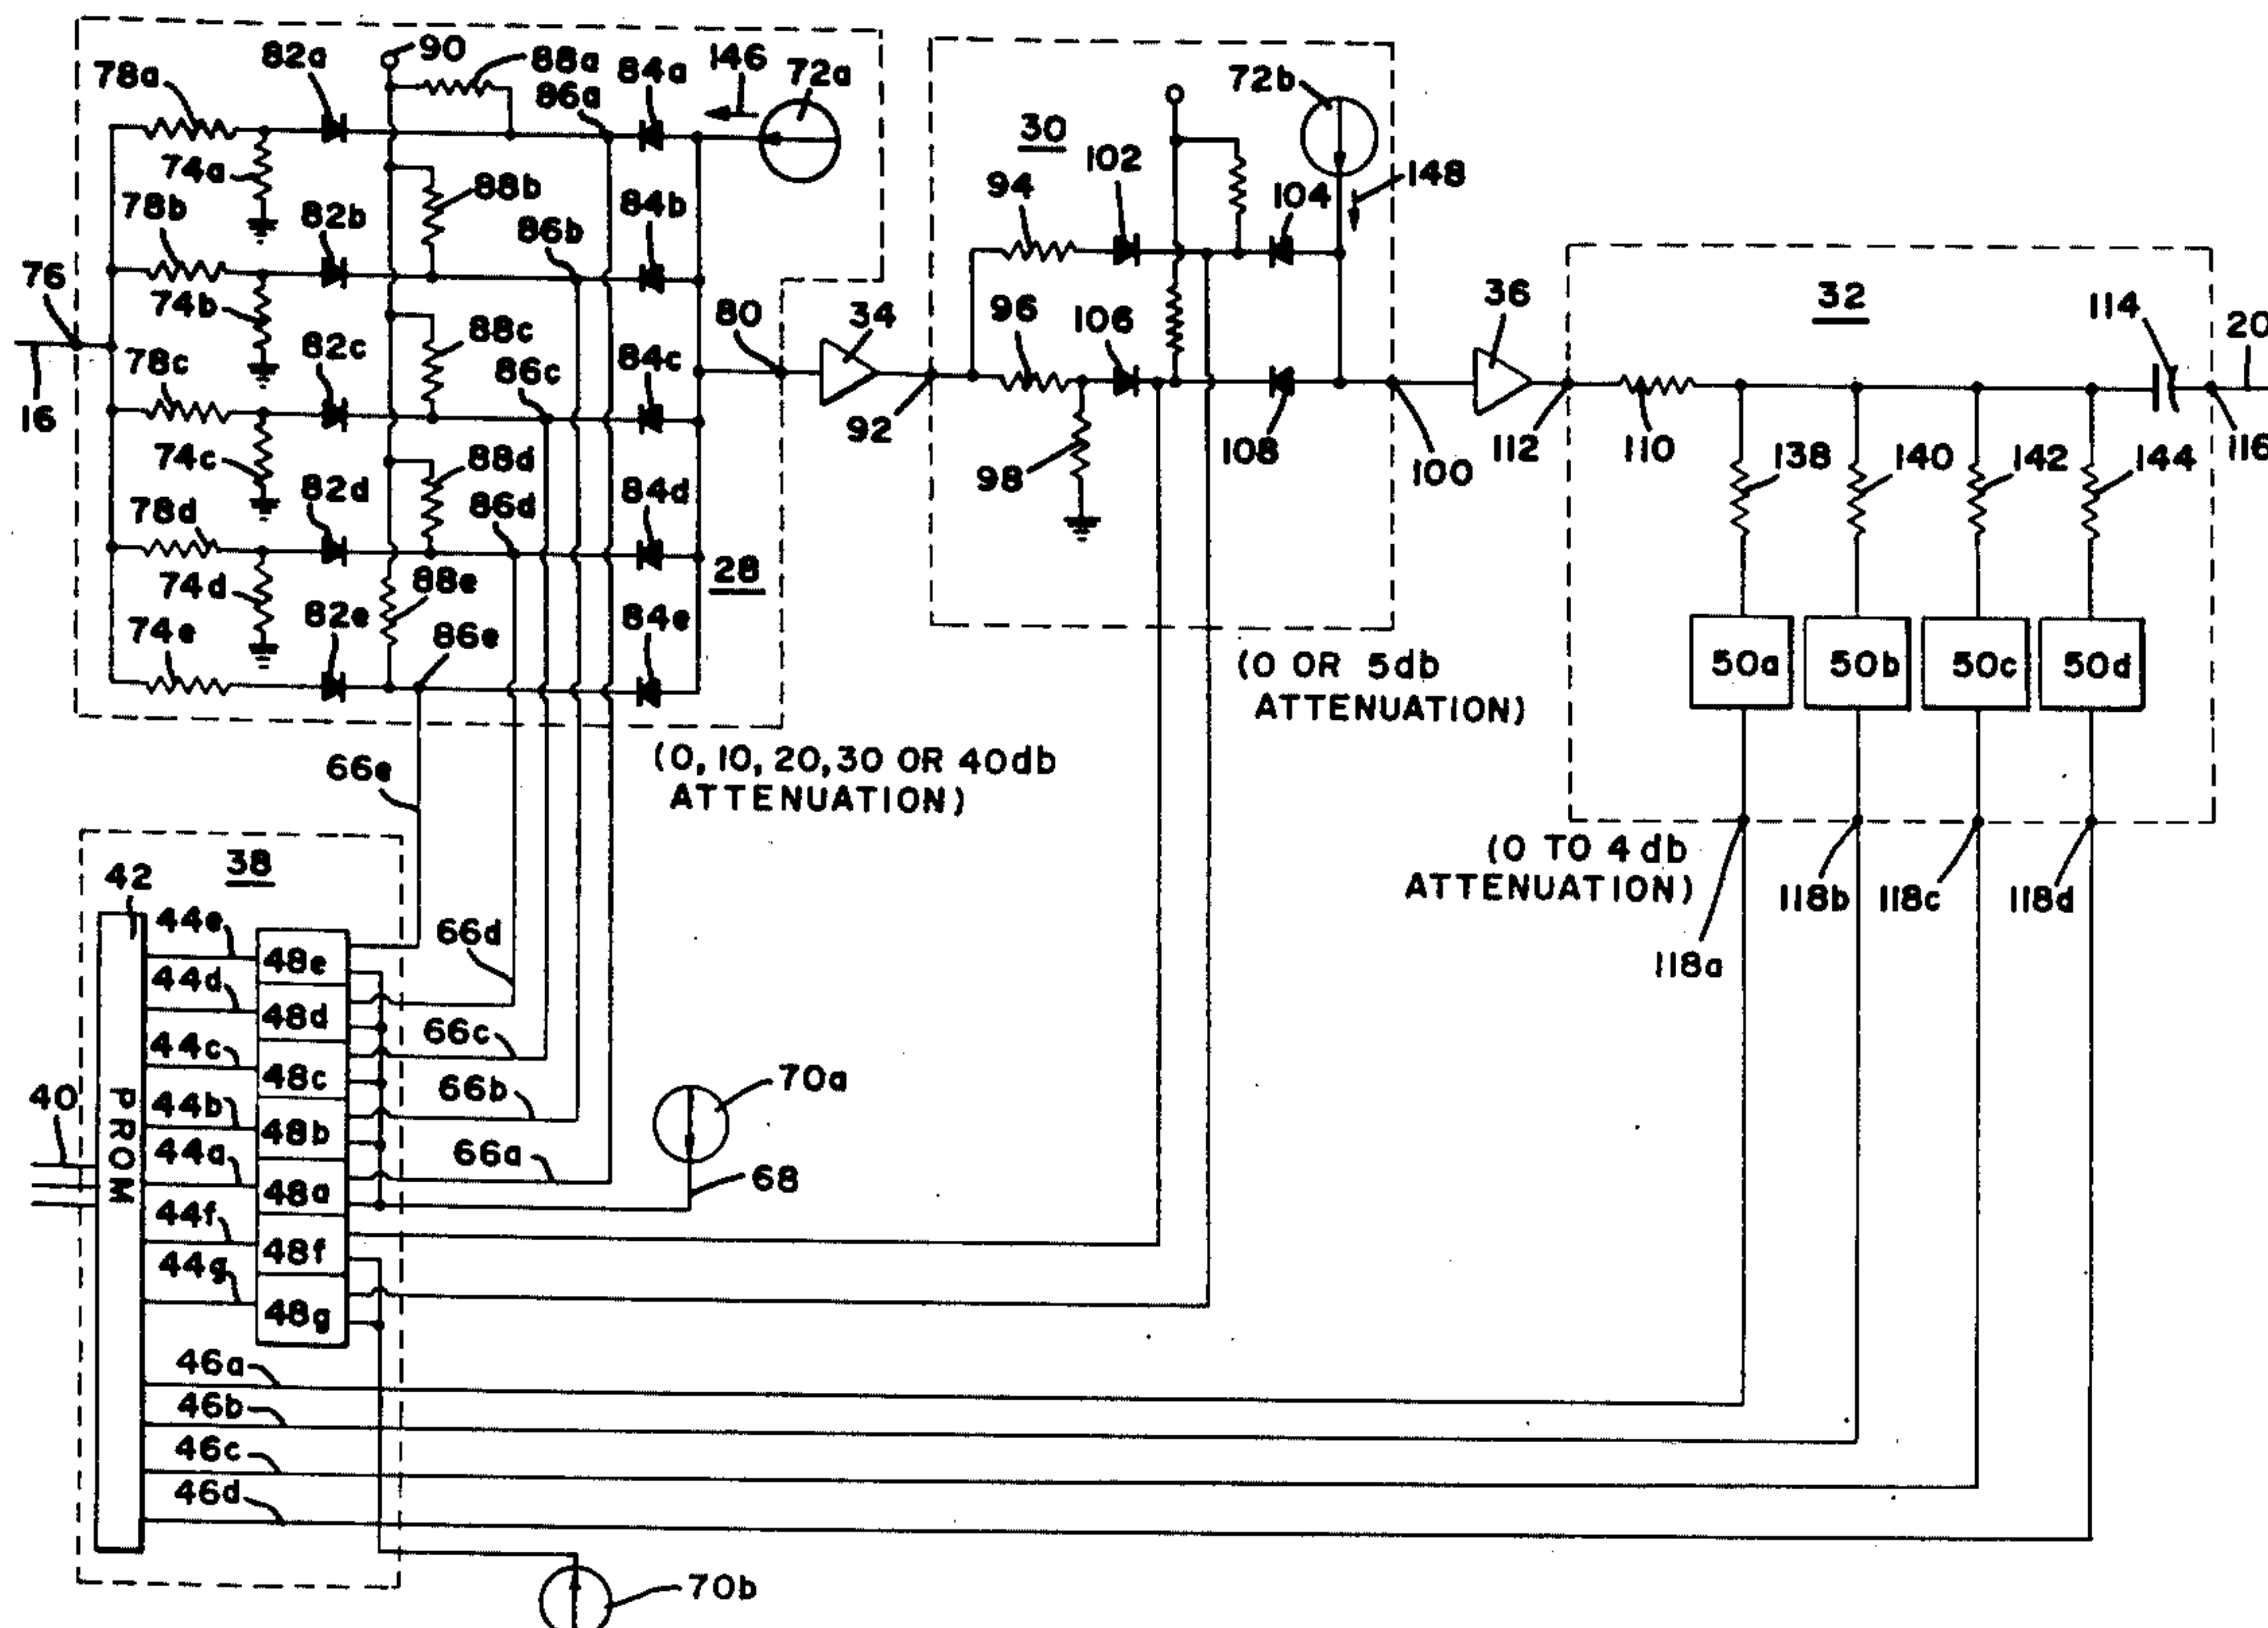 90
78a
82a
88a
84a
146
72a
86a
74a
78b
88b
82b
84b
86b
76
74b
80
34
78c
82c
88c
84c
86c
16
74c
88d
82d
84d
78d
86d
28
74d
88e
82e
84e
74e
86e
72b
30
102
148
94
104
96
106
92
98
108
100
36
32
114
20
112
110
138
140
142
144
116
50a
50b
50c
50d
(0 OR 5db
ATTENUATION)
(0, 10, 20, 30 OR 40db
ATTENUATION)
(0 TO 4 db
ATTENUATION)
118a
118b
118c
118d
66e
38
42
44e
66d
48e
44d
48d
66c
44c
48c
66b
70a
40
44b
48b
PROM
44a
66a
48a
68
44f
48f
44g
48g
46a
46b
46c
46d
70b